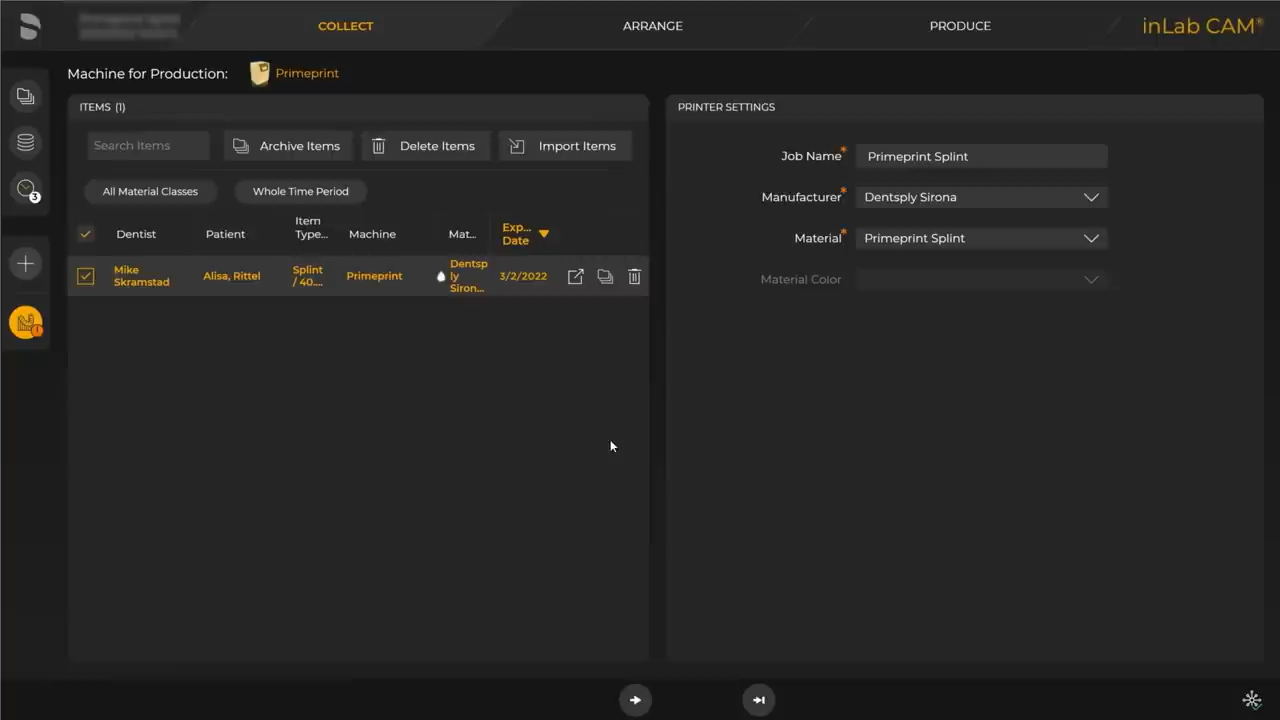 COLLECT
ARRANGE
PRODUCE
inLab CAM®
Machine for Production:
Primeprint
ITEMS (1)
Search Items
Archive Items
Delete Items
Import Items
All Material Classes
Whole Time Period
Dentist
Patient
Item
Type...
Machine
Mat...
Exp...
Date
Mike
Skramstad
Alisa, Rittel
Splint
/ 40....
Primeprint
Dentsp
ly
Siron...
3/2/2022
3
PRINTER SETTINGS
Job Name*
Primeprint Splint
Manufacturer*
Dentsply Sirona
Material*
Primeprint Splint
Material Color